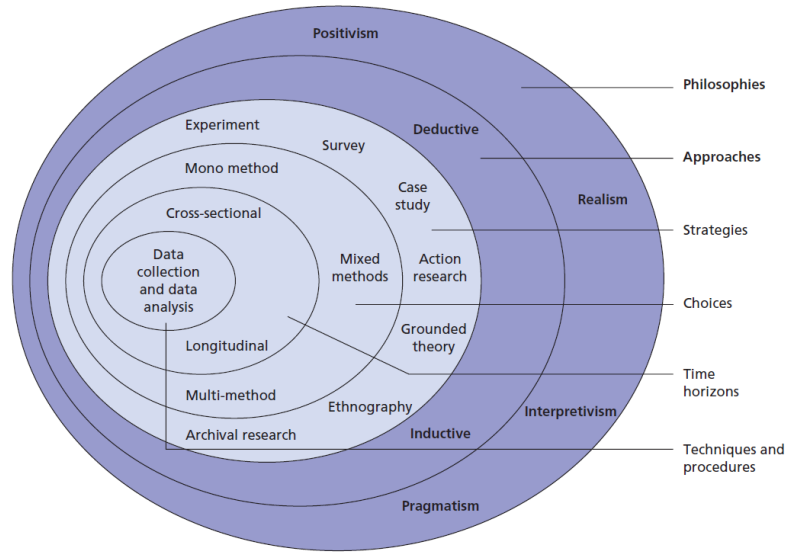 Positivism
Philosophies
Experiment
Deductive
Survey
Approaches
Mono method
Case
study
Realism
Cross-sectional
Strategies
Data
collection
and data
analysis
Mixed
methods
Action
research
Choices
Grounded
theory
Longitudinal
Time
horizons
Multi-method
Ethnography
Interpretivism
Archival research
Inductive
Techniques and
procedures
Pragmatism